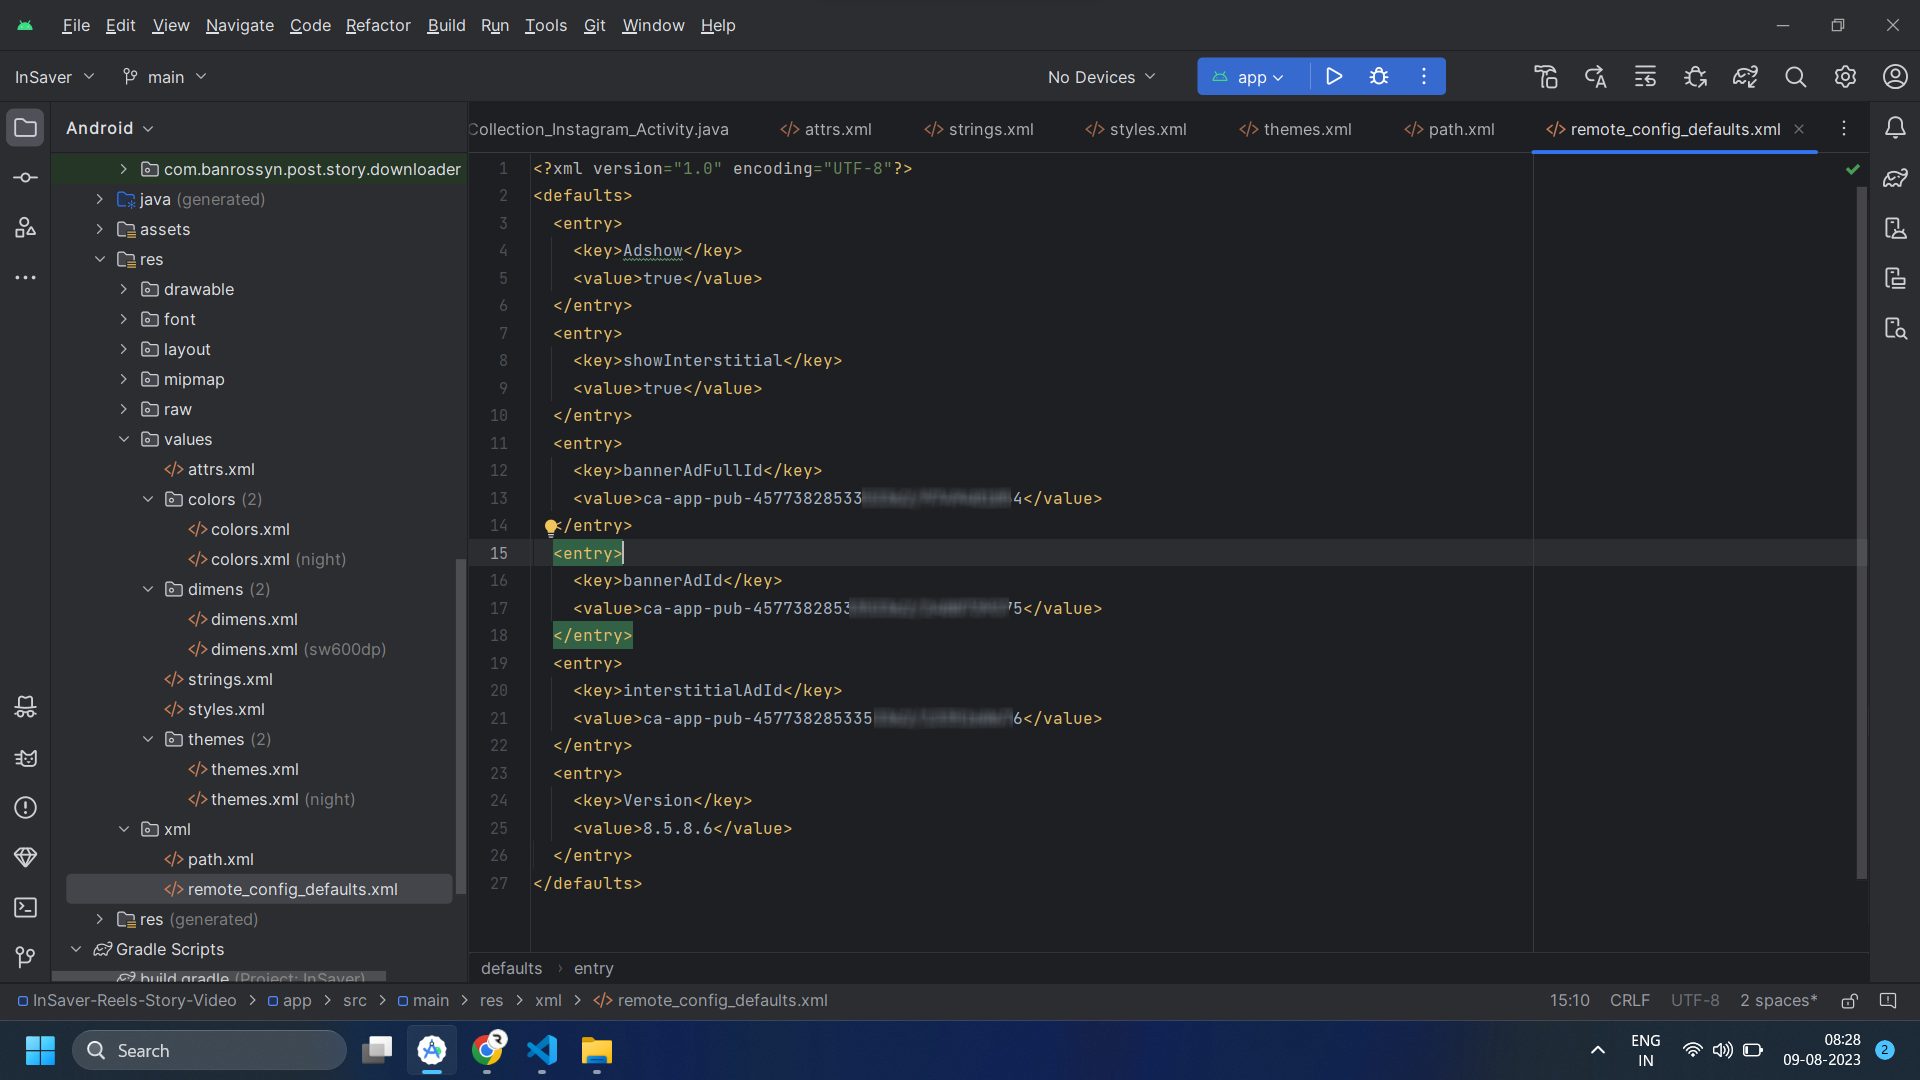 File Edit View Navigate Code Refactor Build Run Tools Git Window Help
InSaver main No Devices app
Android
Collection_Instagram_Activity.java attrs.xml strings.xml styles.xml themes.xml path.xml remote_config_defaults.xml
com.banrossyn.post.story.downloader
java (generated)
assets
res
drawable
font
layout
mipmap
raw
values
attrs.xml
colors (2)
colors.xml
colors.xml (night)
dimens (2)
dimens.xml
dimens.xml (sw600dp)
strings.xml
styles.xml
themes (2)
themes.xml
themes.xml (night)
xml
path.xml
remote_config_defaults.xml
res (generated)
Gradle Scripts
build.gradle (Project: InSaver)
1 <?xml version="1.0" encoding="UTF-8"?>
2 <defaults>
3 <entry>
4 <key>Adshow</key>
5 <value>true</value>
6 </entry>
7 <entry>
8 <key>showInterstitial</key>
9 <value>true</value>
10 </entry>
11 <entry>
12 <key>bannerAdFullId</key>
13 <value>ca-app-pub-45773828533 4</value>
14 </entry>
15 <entry>
16 <key>bannerAdId</key>
17 <value>ca-app-pub-4577382853 75</value>
18 </entry>
19 <entry>
20 <key>interstitialAdId</key>
21 <value>ca-app-pub-457738285335 6</value>
22 </entry>
23 <entry>
24 <key>Version</key>
25 <value>8.5.8.6</value>
26 </entry>
27 </defaults>
defaults › entry
InSaver-Reels-Story-Video > app > src > main > res > xml > remote_config_defaults.xml 15:10 CRLF UTF-8 2 spaces*
Search ENG 08:28
IN 09-08-2023 2